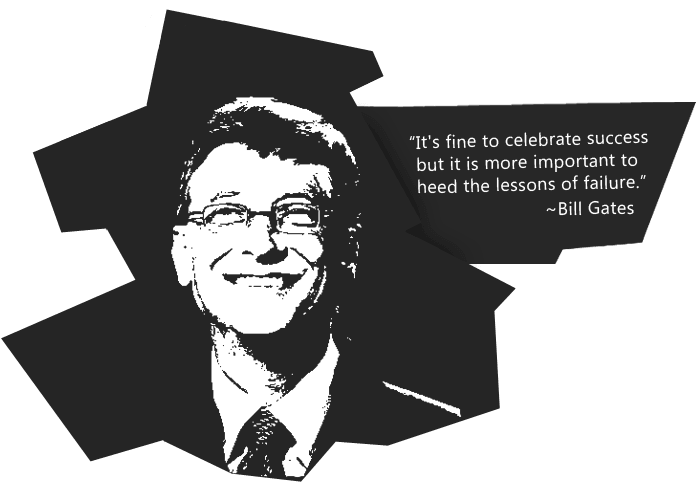 “It's fine to celebrate success
but it is more important to
heed the lessons of failure.”
~Bill Gates